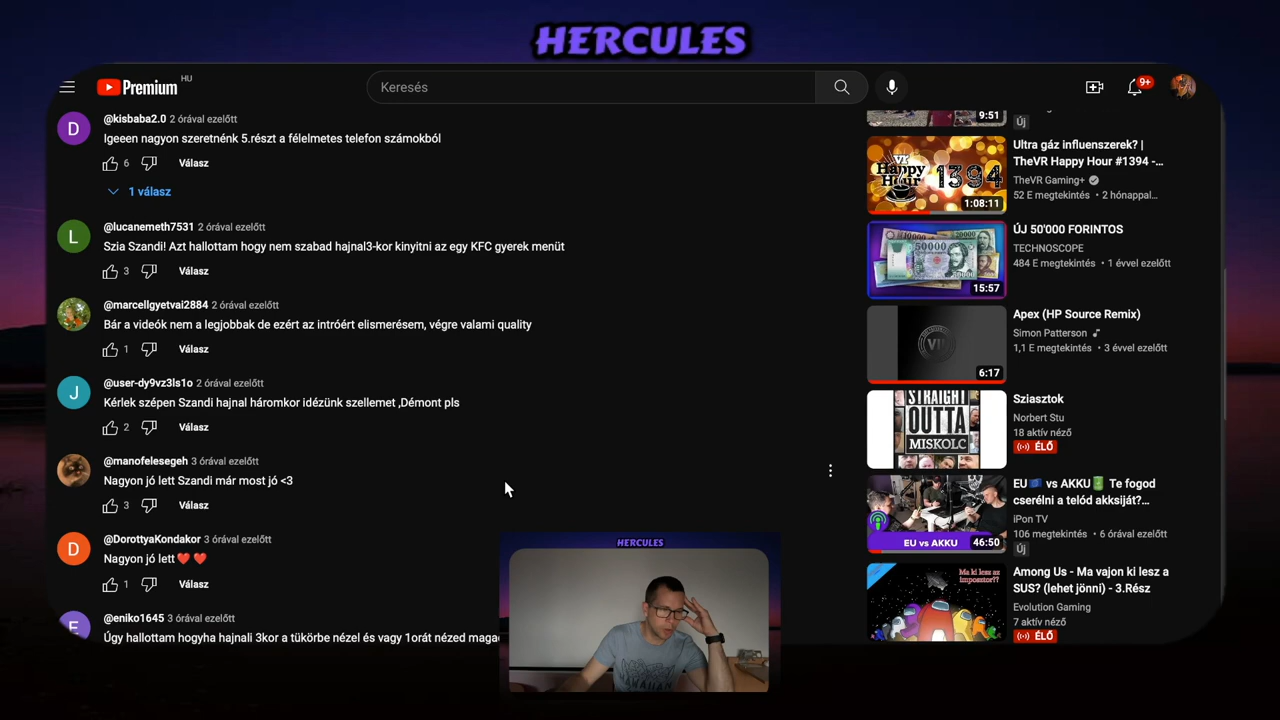 HERCULES
Premium
HU
Keresés
9+
@kisbaba2.0 2 órával ezelőtt
Igeeen nagyon szeretnénk 5.részt a félelmetes telefon számokból
6 Válasz
1 válasz
@lucanemeth7531 2 órával ezelőtt
Szia Szandi! Azt hallottam hogy nem szabad hajnal3-kor kinyitni az egy KFC gyerek menüt
3 Válasz
@marcellgyetvai2884 2 órával ezelőtt
Bár a videók nem a legjobbak de ezért az intróért elismerésem, végre valami quality
1 Válasz
@user-dy9vz3ls1o 2 órával ezelőtt
Kérlek szépen Szandi hajnal háromkor idézünk szellemet ,Démont pls
2 Válasz
@manofelesegeh 3 órával ezelőtt
Nagyon jó lett Szandi már most jó <3
3 Válasz
@DorottyaKondakor 3 órával ezelőtt
Nagyon jó lett❤️❤️
1 Válasz
@eniko1645 3 órával ezelőtt
Úgy hallottam hogyha hajnali 3kor a tükörbe nézel és vagy 1orát nézed maga
9:51
Új
VR Happy Hour 1394
1:08:11
Ultra gáz influenszerek? |
TheVR Happy Hour #1394 -...
TheVR Gaming+
52 E megtekintés • 2 hónappal...
50000
15:57
ÚJ 50'000 FORINTOS
TECHNOSCOPE
484 E megtekintés • 1 évvel ezelőtt
6:17
Apex (HP Source Remix)
Simon Patterson
1,1 E megtekintés • 3 évvel ezelőtt
STRAIGHT
OUTTA
MISKOLC
Sziasztok
Norbert Stu
18 aktív néző
ÉLŐ
EU vs AKKU
46:50
EU🇪🇺 vs AKKU🔋 Te fogod
cserélni a telód akksiját?...
iPon TV
106 megtekintés • 6 órával ezelőtt
Új
Ma ki lesz az
impostor??
Among Us - Ma vajon ki lesz a
SUS? (lehet jönni) - 3.Rész
Evolution Gaming
7 aktív néző
ÉLŐ
HERCULES